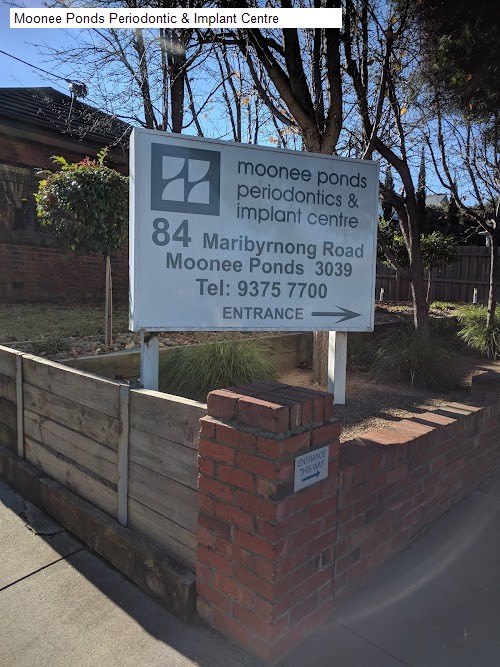 Moonee Ponds Periodontic & Implant Centre
moonee ponds
periodontics &
implant centre
84 Maribyrnong Road
Moonee Ponds 3039
Tel: 9375 7700
ENTRANCE
ENTRANCE
THIS WAY